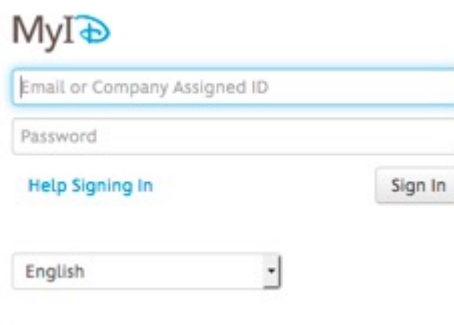 MyID
Email or Company Assigned ID
Password
Help Signing In
Sign In
English